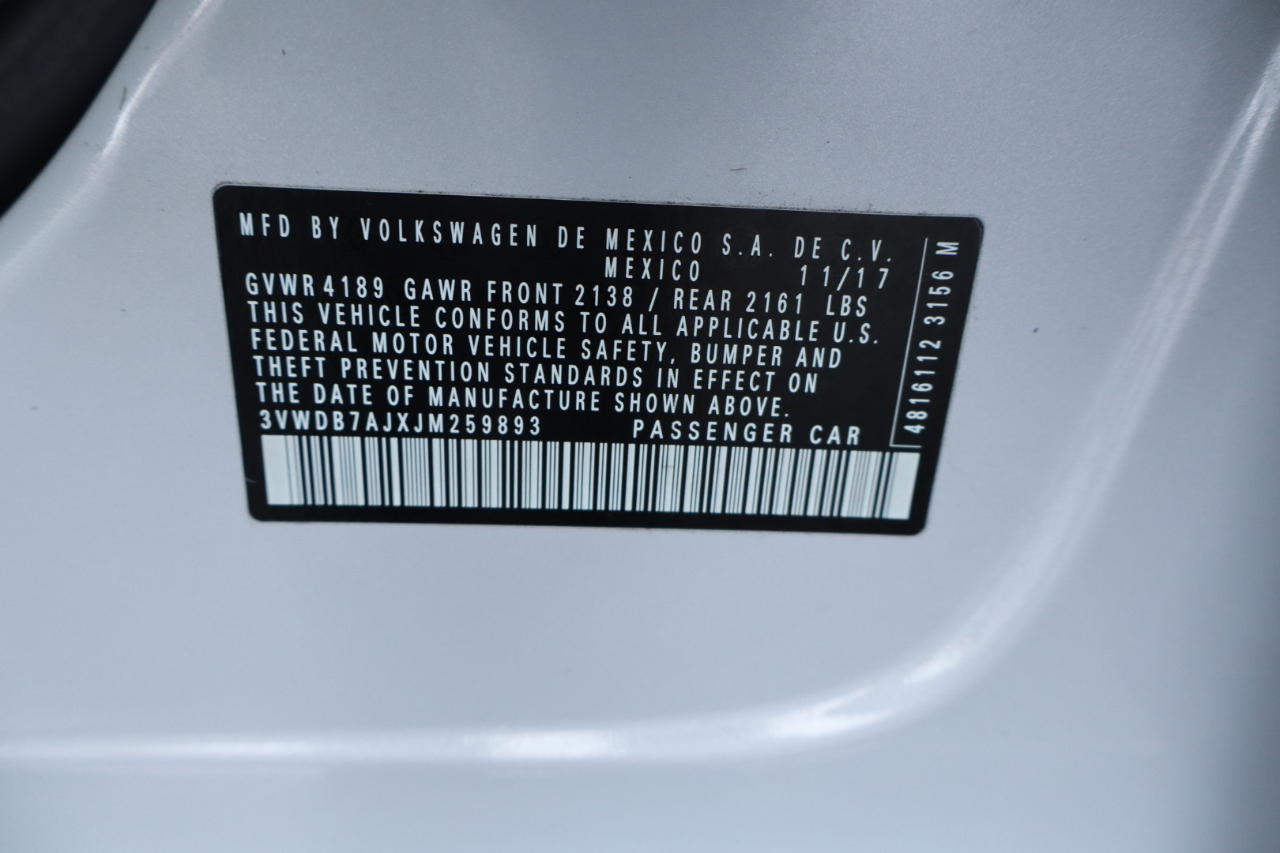 MFD BY VOLKSWAGEN DE MEXICO S.A. DE C.V.
MEXICO 11/17
GVWR 4189 GAWR FRONT 2138 / REAR 2161 LBS
THIS VEHICLE CONFORMS TO ALL APPLICABLE U.S.
FEDERAL MOTOR VEHICLE SAFETY, BUMPER AND
THEFT PREVENTION STANDARDS IN EFFECT ON
THE DATE OF MANUFACTURE SHOWN ABOVE.
3VWDB7AJXJM259893 PASSENGER CAR
4816112 3156 M